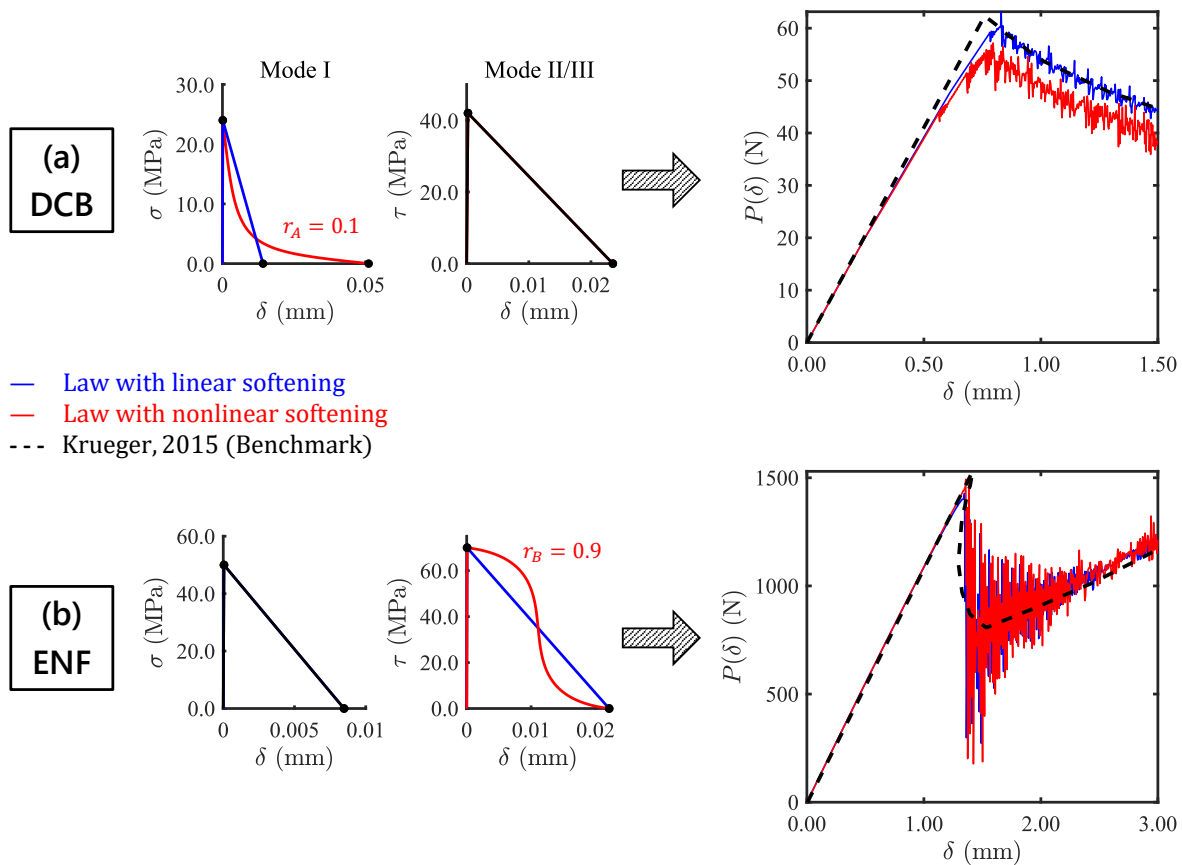 (a)
DCB
Mode I
30.0
20.0
10.0
0.0
σ (MPa)
r_A = 0.1
0
0.05
δ (mm)
Mode II/III
40.0
20.0
0.0
τ (MPa)
0
0.01
0.02
δ (mm)
60
50
40
30
20
10
0
P(δ) (N)
0.00
0.50
1.00
1.50
δ (mm)
Law with linear softening
Law with nonlinear softening
Krueger, 2015 (Benchmark)
(b)
ENF
60.0
40.0
20.0
0.0
σ (MPa)
0
0.005
0.01
δ (mm)
60.0
40.0
20.0
0.0
τ (MPa)
r_B = 0.9
0
0.01
0.02
δ (mm)
1500
1000
500
0
P(δ) (N)
0.00
1.00
2.00
3.00
δ (mm)